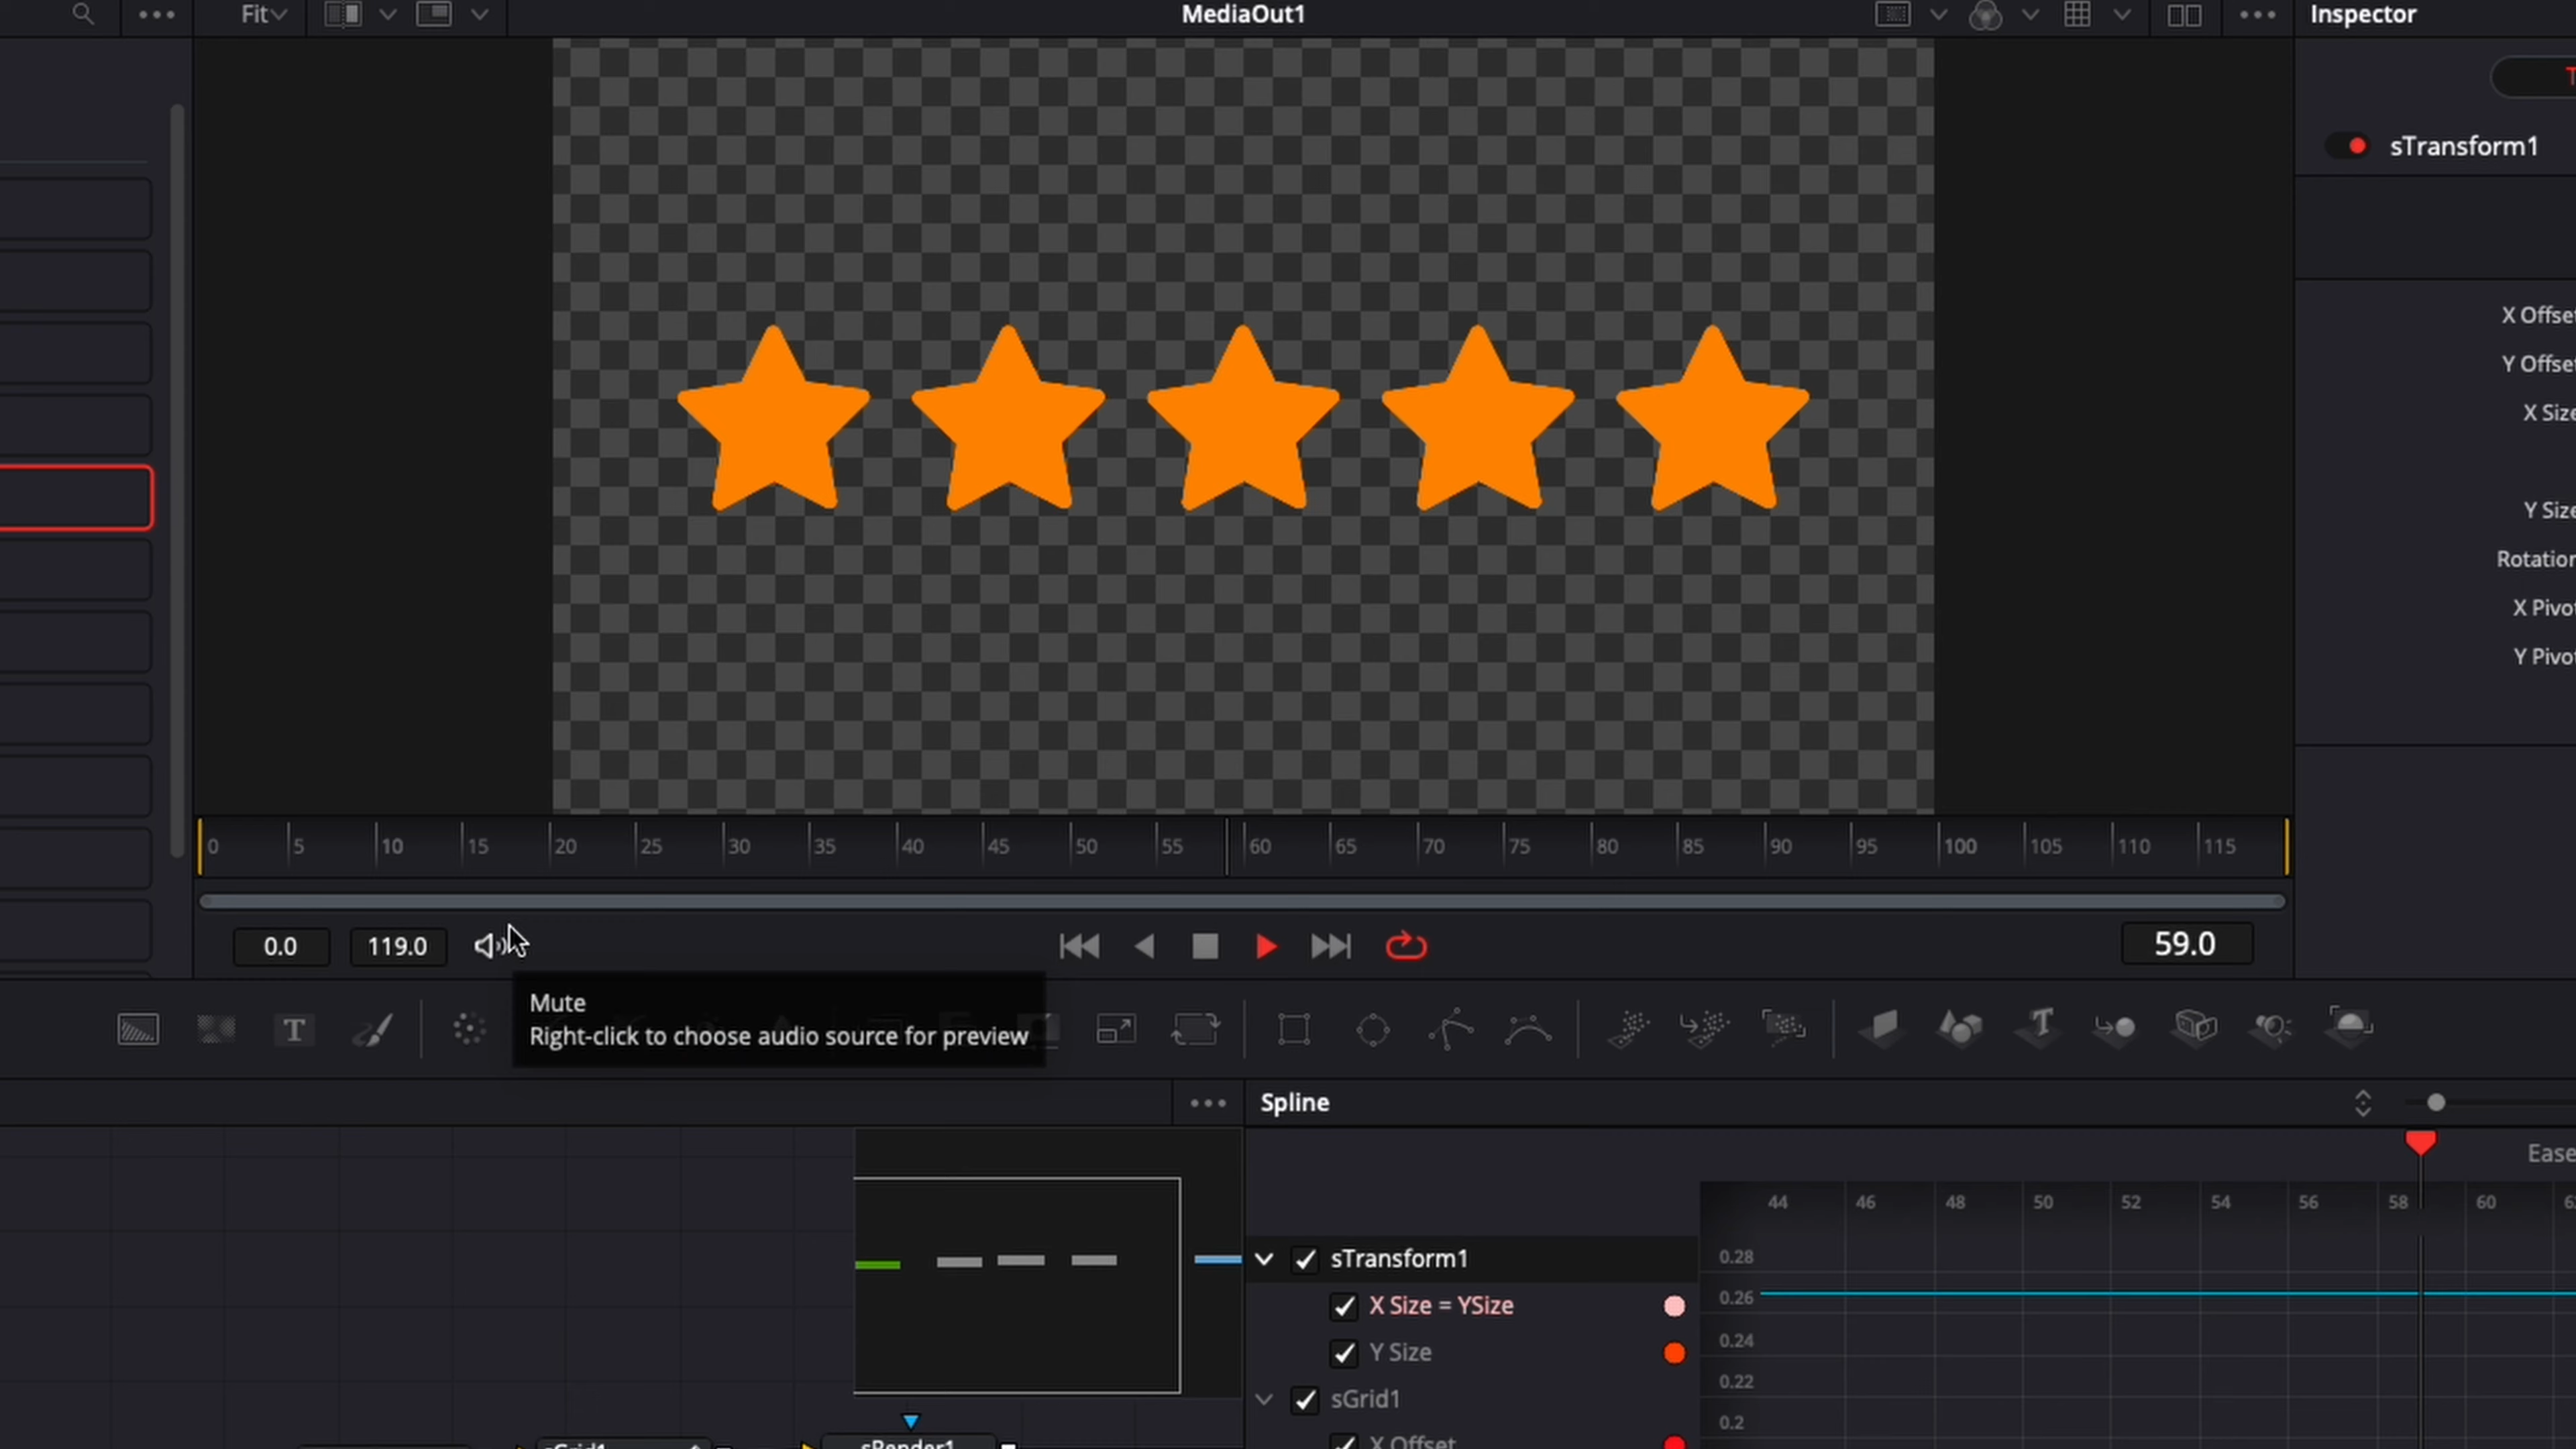 Fit
MediaOut1
Inspector
sTransform1
X Offset
Y Offset
X Size
Y Size
Rotation
X Pivot
Y Pivot
0 5 10 15 20 25 30 35 40 45 50 55 60 65 70 75 80 85 90 95 100 105 110 115
0.0 119.0 59.0
Mute
Right-click to choose audio source for preview
T
T
Spline
Ease
44 46 48 50 52 54 56 58 60
sTransform1
0.28
X Size = YSize
0.26
Y Size
0.24
sGrid1
0.22
X Offset
0.2
sGrid1
sRender1